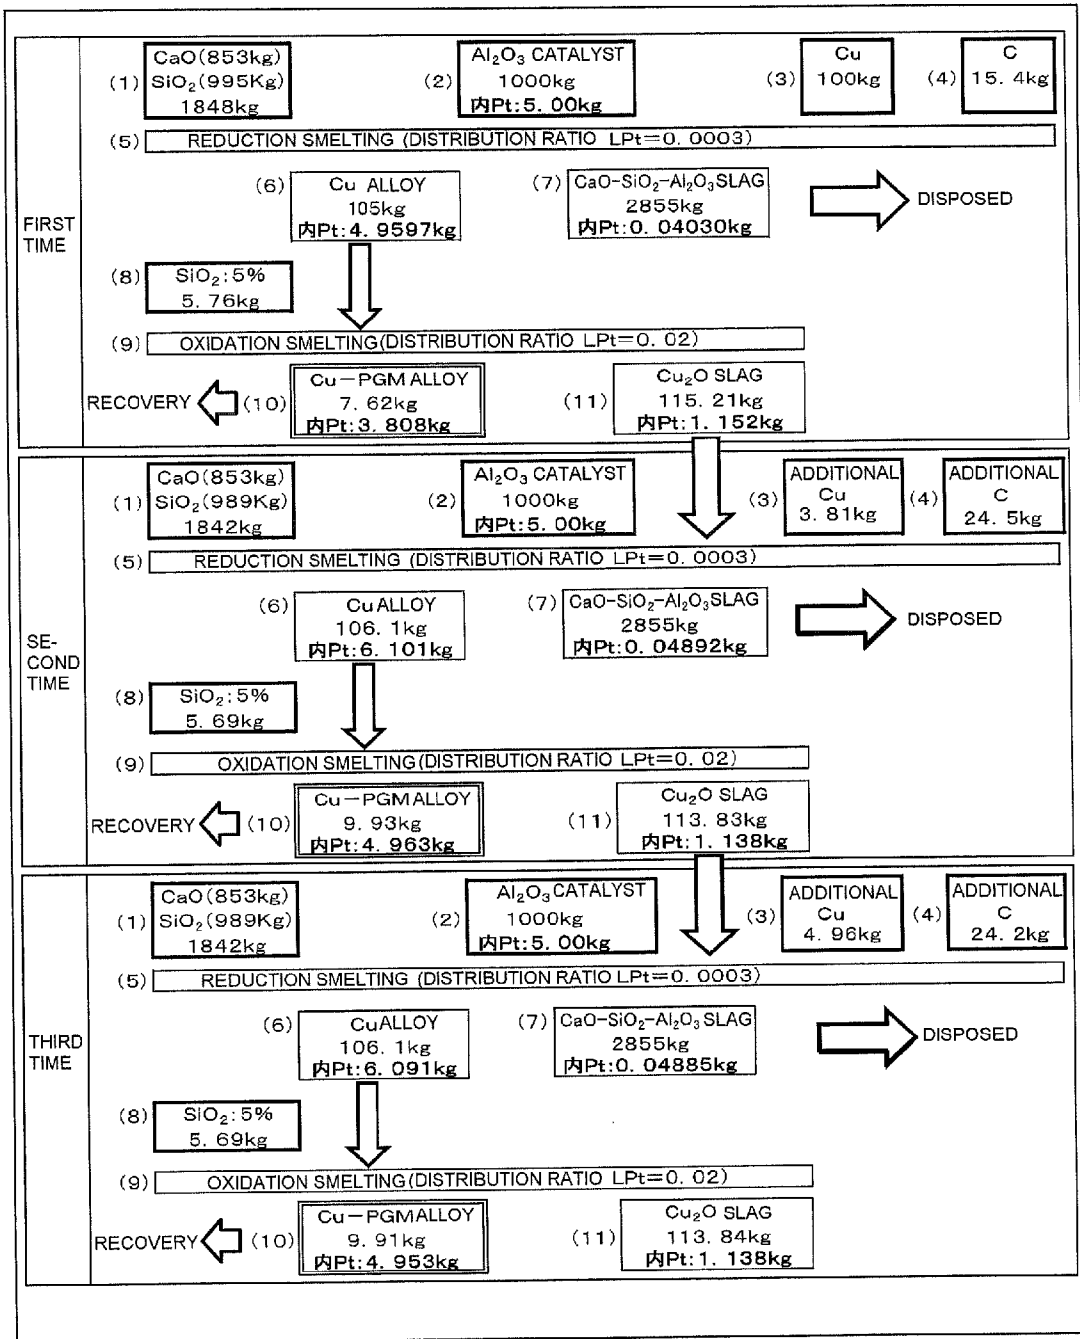 FIRST
TIME
(1)
CaO(853kg)
SiO₂(995Kg)
1848kg
(2)
Al₂O₃ CATALYST
1000kg
内Pt:5.00kg
(3)
Cu
100kg
(4)
C
15.4kg
(5)
REDUCTION SMELTING (DISTRIBUTION RATIO LPt=0.0003)
(6)
Cu ALLOY
105kg
内Pt:4.9597kg
(7)
CaO-SiO₂-Al₂O₃SLAG
2855kg
内Pt:0.04030kg
DISPOSED
(8)
SiO₂:5%
5.76kg
(9)
OXIDATION SMELTING(DISTRIBUTION RATIO LPt=0.02)
RECOVERY
(10)
Cu-PGM ALLOY
7.62kg
内Pt:3.808kg
(11)
Cu₂O SLAG
115.21kg
内Pt:1.152kg
SE-
COND
TIME
(1)
CaO(853kg)
SiO₂(989Kg)
1842kg
(2)
Al₂O₃ CATALYST
1000kg
内Pt:5.00kg
(3)
ADDITIONAL
Cu
3.81kg
(4)
ADDITIONAL
C
24.5kg
(5)
REDUCTION SMELTING (DISTRIBUTION RATIO LPt=0.0003)
(6)
CuALLOY
106.1kg
内Pt:6.101kg
(7)
CaO-SiO₂-Al₂O₃SLAG
2855kg
内Pt:0.04892kg
DISPOSED
(8)
SiO₂:5%
5.69kg
(9)
OXIDATION SMELTING(DISTRIBUTION RATIO LPt=0.02)
RECOVERY
(10)
Cu-PGMALLOY
9.93kg
内Pt:4.963kg
(11)
Cu₂O SLAG
113.83kg
内Pt:1.138kg
THIRD
TIME
(1)
CaO(853kg)
SiO₂(989Kg)
1842kg
(2)
Al₂O₃CATALYST
1000kg
内Pt:5.00kg
(3)
ADDITIONAL
Cu
4.96kg
(4)
ADDITIONAL
C
24.2kg
(5)
REDUCTION SMELTING (DISTRIBUTION RATIO LPt=0.0003)
(6)
CuALLOY
106.1kg
内Pt:6.091kg
(7)
CaO-SiO₂-Al₂O₃SLAG
2855kg
内Pt:0.04885kg
DISPOSED
(8)
SiO₂:5%
5.69kg
(9)
OXIDATION SMELTING(DISTRIBUTION RATIO LPt=0.02)
RECOVERY
(10)
Cu-PGMALLOY
9.91kg
内Pt:4.953kg
(11)
Cu₂O SLAG
113.84kg
内Pt:1.138kg